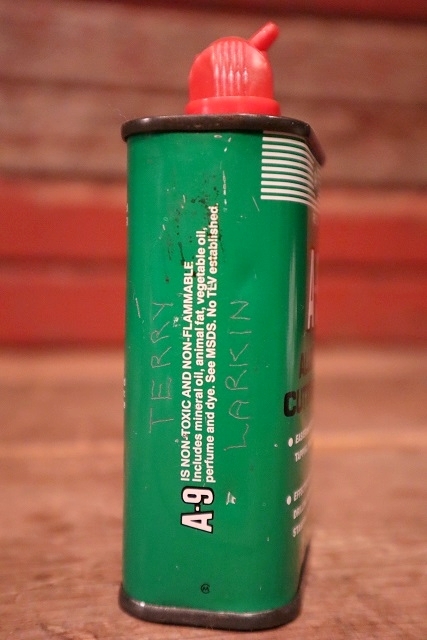 TERRY
A-9 IS NON-TOXIC AND NON-FLAMMABLE
Includes mineral oil, animal fat, vegetable oil,
perfume and dye. See MSDS. No TLV established.
LARKIN
A
CU